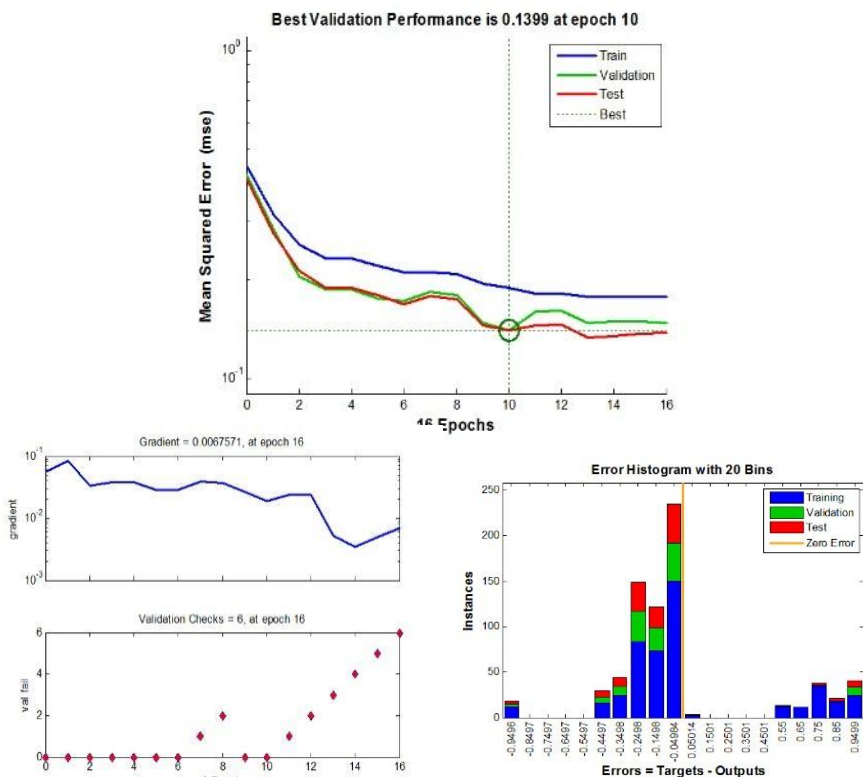 Best Validation Performance is 0.1399 at epoch 10
Train
Validation
Test
Best
Mean Squared Error (mse)
10^0
10^-1
0 2 4 6 8 10 12 14 16
16 Epochs
Gradient = 0.0067571, at epoch 16
gradient
10^-1
10^-2
10^-3
Validation Checks = 6, at epoch 16
val fail
6
4
2
0
0 2 4 6 8 10 12 14 16
Error Histogram with 20 Bins
Training
Validation
Test
Zero Error
Instances
250
200
150
100
50
0
-0.9496
-0.8497
-0.7497
-0.6497
-0.5497
-0.4497
-0.3498
-0.2498
-0.1498
-0.04984
0.05014
0.1501
0.2501
0.3501
0.4501
0.55
0.65
0.75
0.85
0.9499
Errors = Targets - Outputs